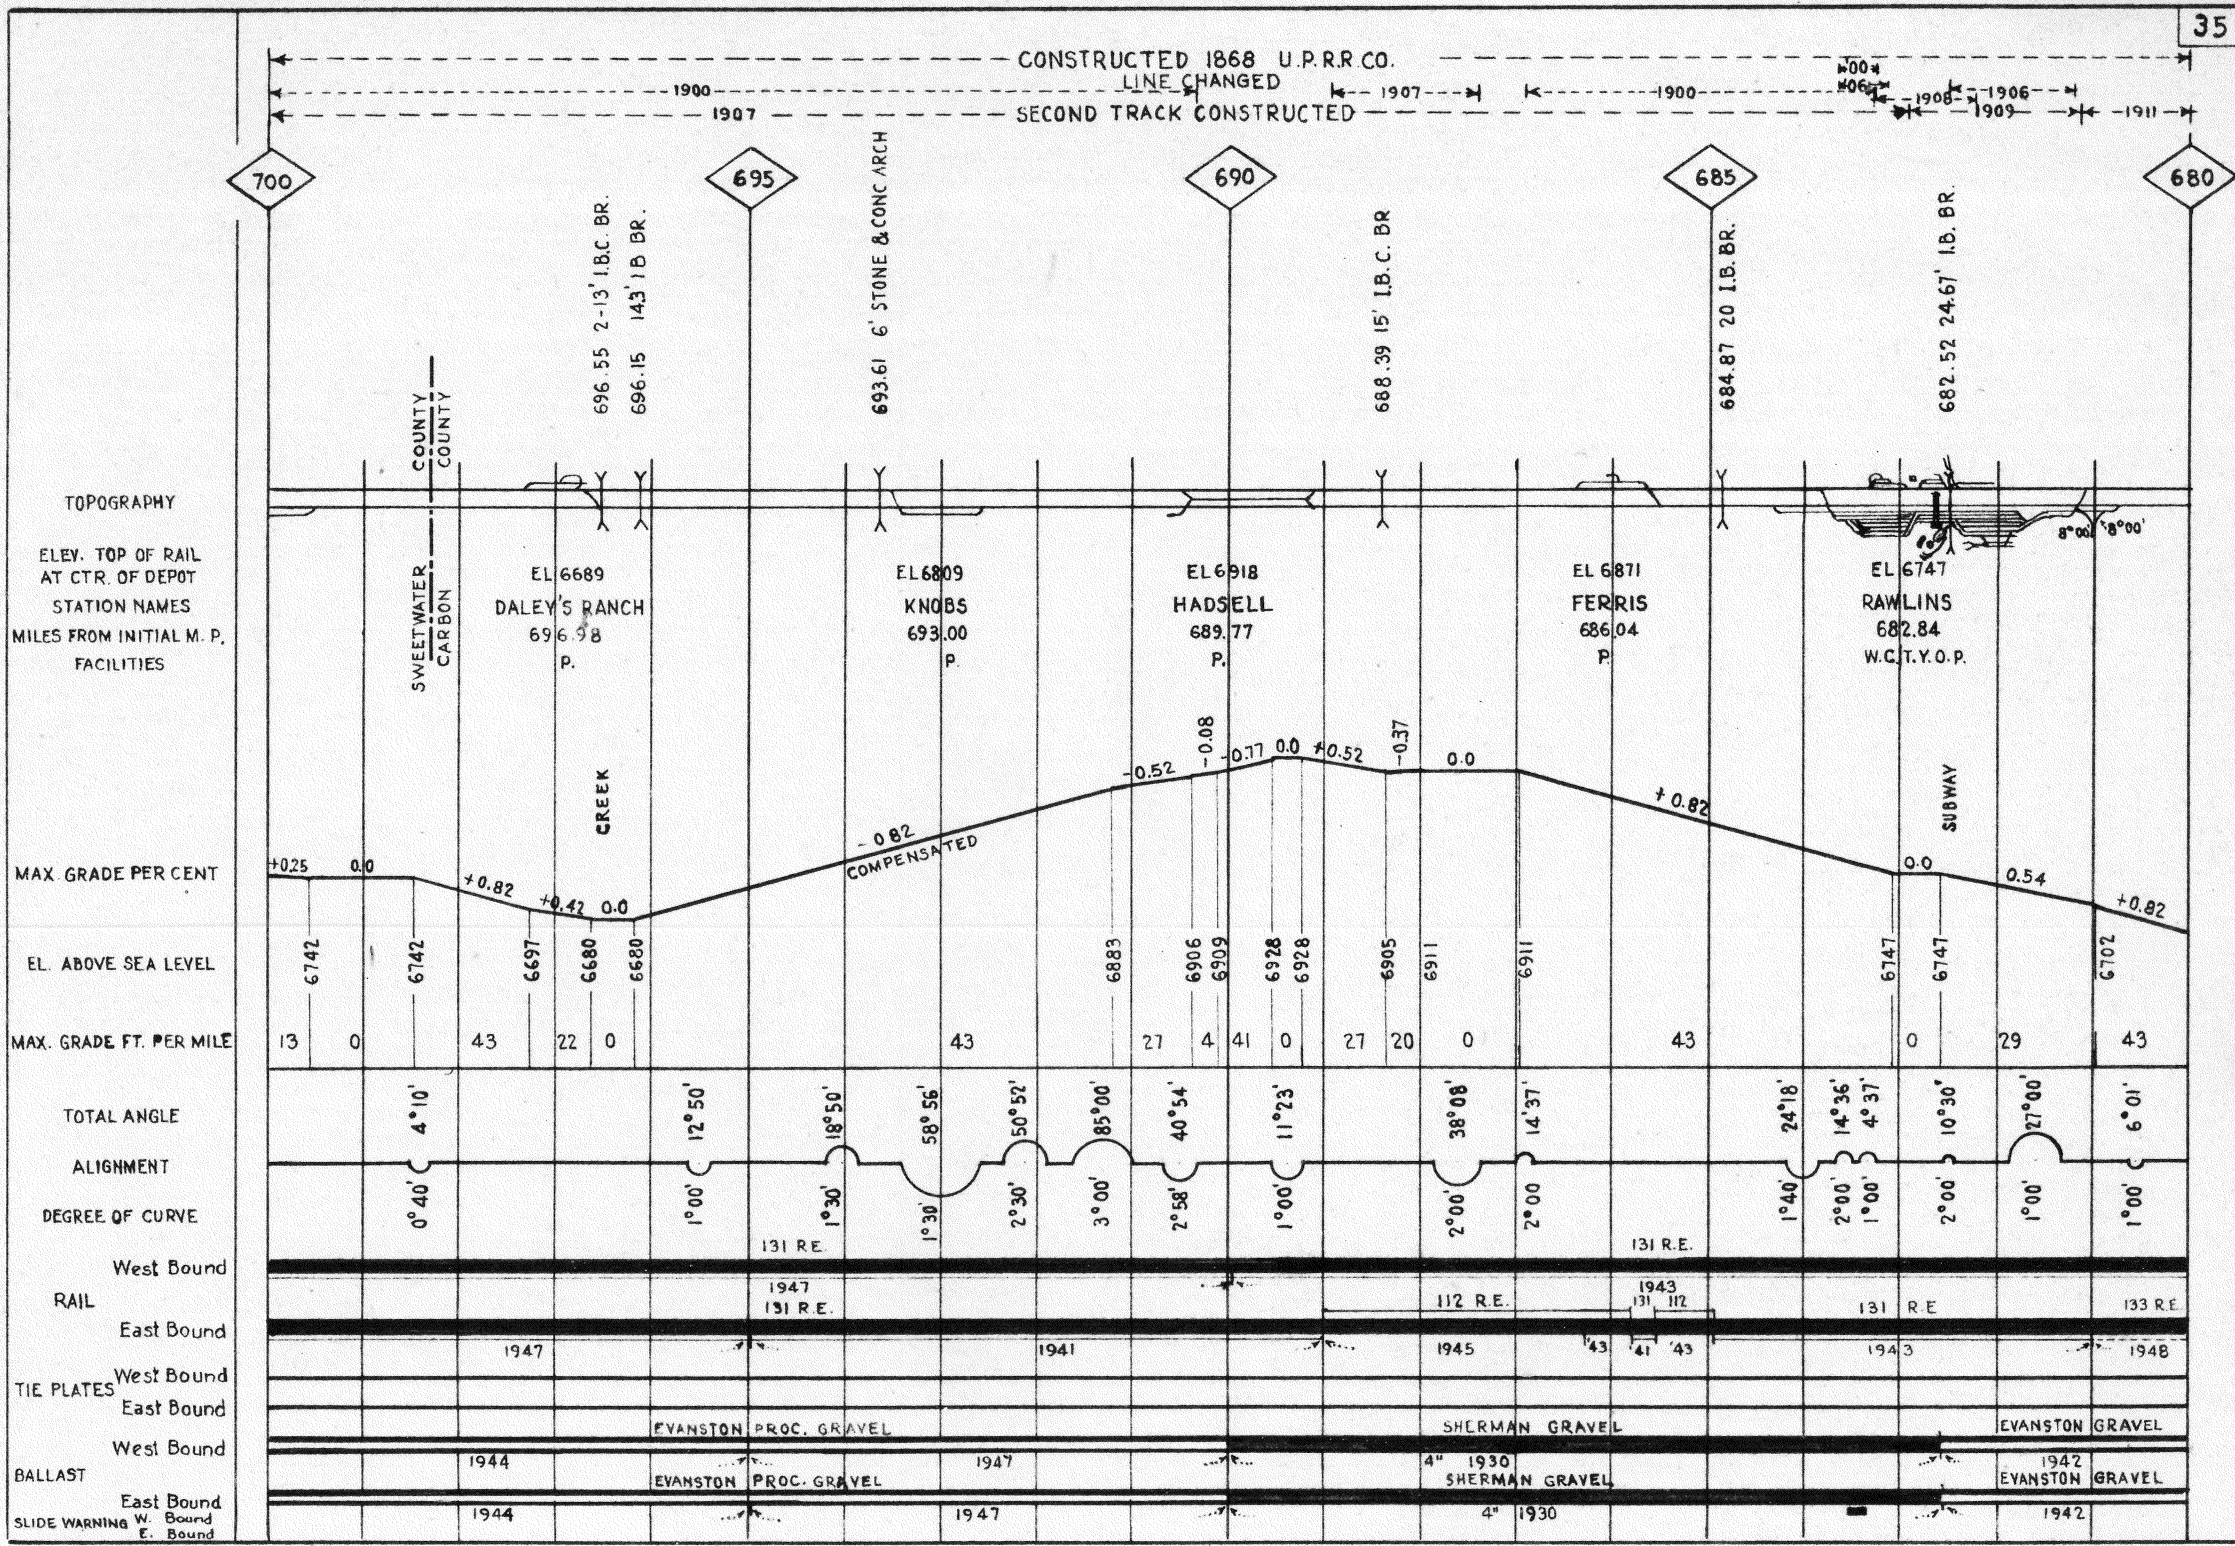 35
CONSTRUCTED 1868 U.P.R.R.CO.
LINE CHANGED
1900
1907
1900
'00
'06
1908
1906
1907
SECOND TRACK CONSTRUCTED
1909
1911
700
695
690
685
680
696.55 2-13' I.B.C. BR.
696.15 14.3' I B BR.
693.61 6' STONE & CONC ARCH
688.39 15' I.B.C. BR
684.87 20 I.B. BR.
682.52 24.67' I.B. BR.
SWEETWATER COUNTY
CARBON COUNTY
TOPOGRAPHY
8°00' 8°00'
ELEV. TOP OF RAIL
AT CTR. OF DEPOT
EL 6689
EL 6809
EL 6918
EL 6871
EL 6747
STATION NAMES
DALEY'S RANCH
KNOBS
HADSELL
FERRIS
RAWLINS
MILES FROM INITIAL M. P.
696.98
693.00
689.77
686.04
682.84
FACILITIES
P.
P.
P.
P.
W.C.T.Y.O.P.
CREEK
SUBWAY
MAX. GRADE PER CENT
+0.25 0.0 +0.82 +0.42 0.0 -0.82 -0.52 -0.08 -0.77 0.0 +0.52 -0.37 0.0 +0.82 0.0 0.54 +0.82
COMPENSATED
EL. ABOVE SEA LEVEL
6742 6742 6697 6680 6680 6883 6906 6909 6928 6928 6905 6911 6911 6747 6747 6702
MAX. GRADE FT. PER MILE
13 0 43 22 0 43 27 4 41 0 27 20 0 43 0 29 43
TOTAL ANGLE
4°10' 12°50' 18°50' 58°56' 50°52' 85°00' 40°54' 11°23' 38°08' 14°37' 24°18' 14°36' 4°37' 10°30' 27°00' 6°01'
ALIGNMENT
DEGREE OF CURVE
0°40' 1°00' 1°30' 1°30' 2°30' 3°00' 2°58' 1°00' 2°00' 2°00 1°40' 2°00' 1°00' 2°00' 1°00' 1°00'
131 R.E. 131 R.E.
West Bound
1947 1943
RAIL
131 R.E. 112 R.E. 131 112 131 R.E 133 R.E.
East Bound
1947 1941 1945 '43 '41 '43 1943 1948
TIE PLATES
West Bound
East Bound
EVANSTON PROC. GRAVEL SHERMAN GRAVEL EVANSTON GRAVEL
West Bound
1944 1947 4" 1930 1942
BALLAST
EVANSTON PROC. GRAVEL SHERMAN GRAVEL EVANSTON GRAVEL
East Bound
1944 1947 4" 1930 1942
SLIDE WARNING W. Bound
E. Bound